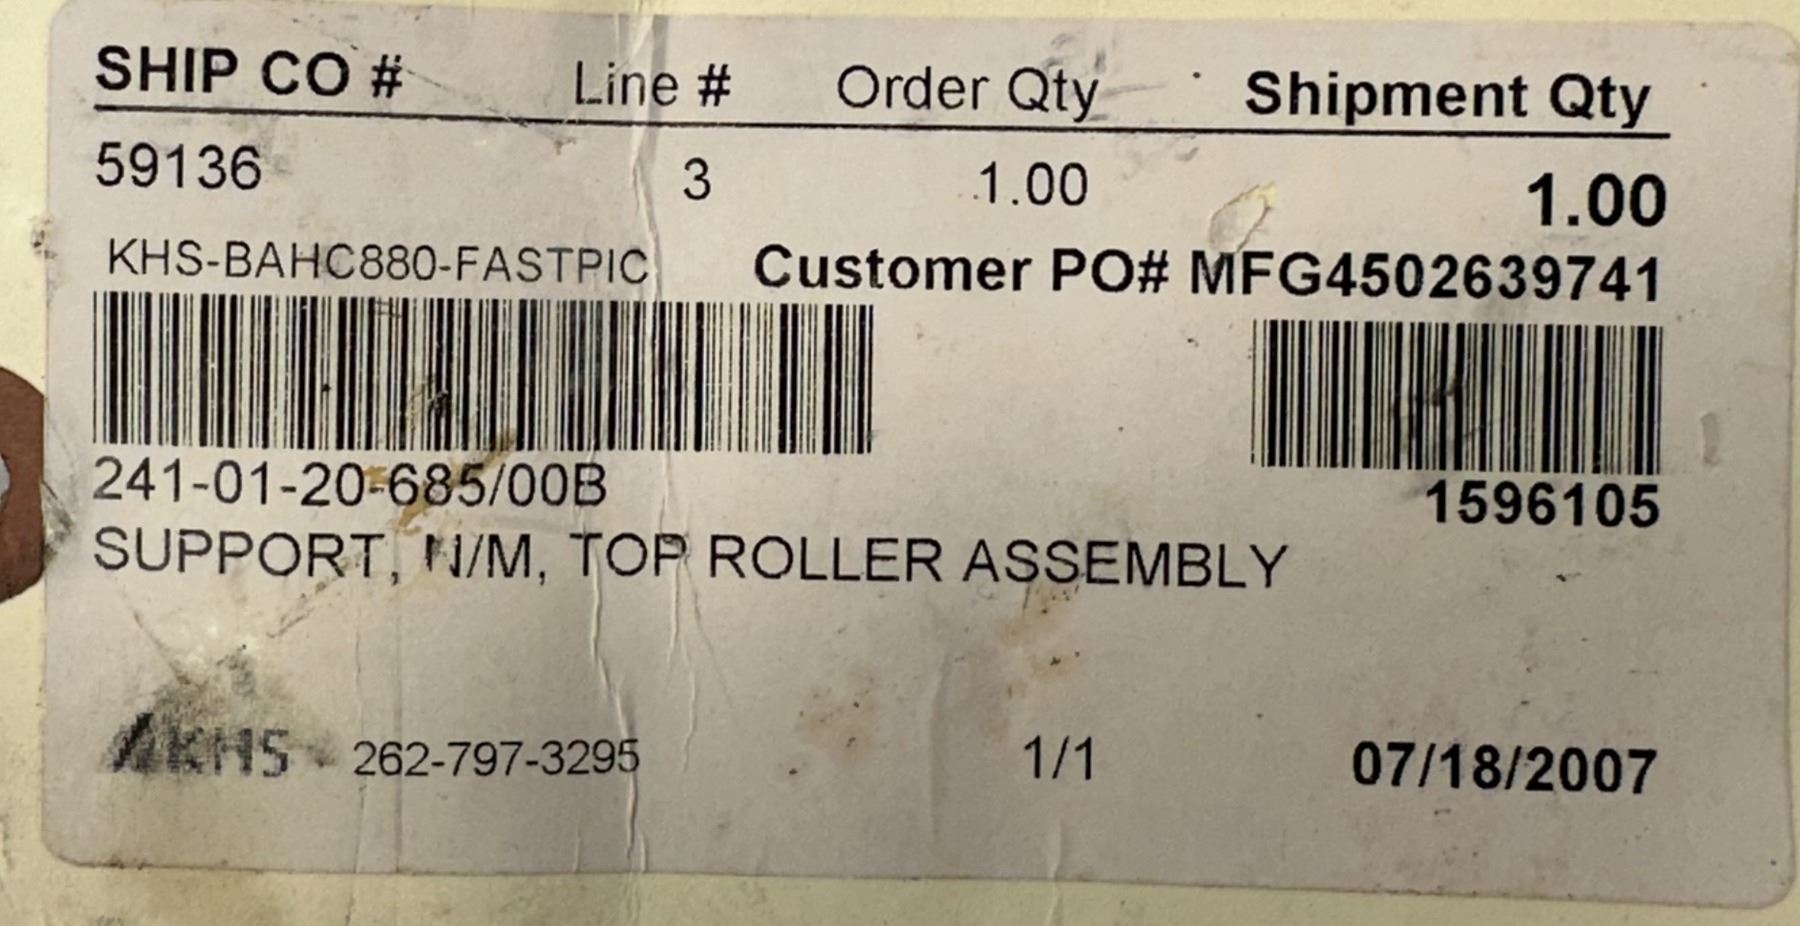 SHIP CO # Line # Order Qty Shipment Qty
59136 3 1.00 1.00
KHS-BAHC880-FASTPIC Customer PO# MFG4502639741
241-01-20-685/00B 1596105
SUPPORT, N/M, TOP ROLLER ASSEMBLY
KHS 262-797-3295 1/1 07/18/2007